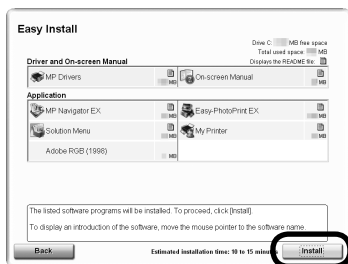 Easy Install
Drive C: MB free space
Total used space: MB
Driver and On-screen Manual
Displays the README file:
MP Drivers
MB
On-screen Manual
MB
Application
MP Navigator EX
MB
Easy-PhotoPrint EX
MB
Solution Menu
MB
My Printer
MB
Adobe RGB (1998)
MB
The listed software programs will be installed. To proceed, click [Install].
To display an introduction of the software, move the mouse pointer to the software name.
Back
Estimated installation time: 10 to 15 minutes
Install